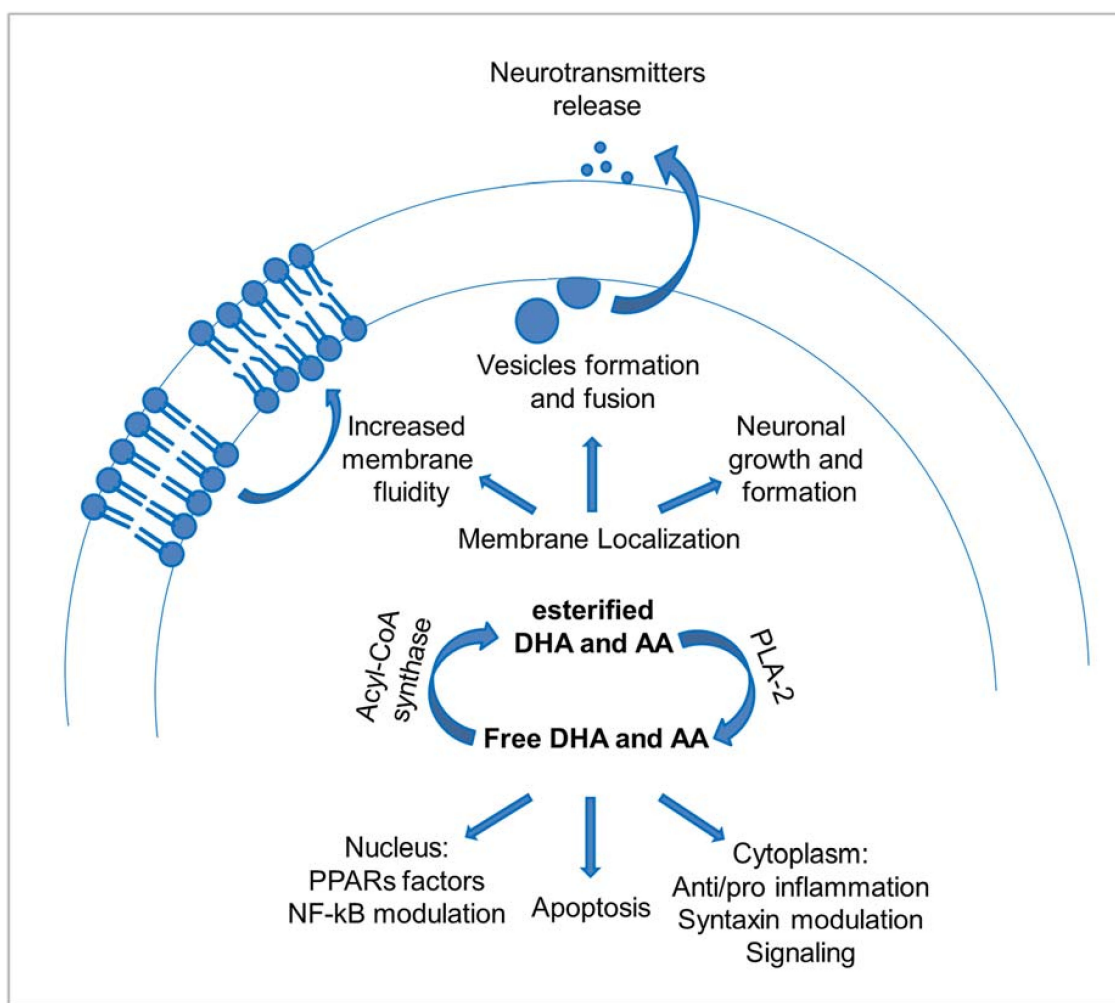 Neurotransmitters
release
Vesicles formation
and fusion
Increased
membrane
fluidity
Neuronal
growth and
formation
Membrane Localization
esterified
DHA and AA
Acyl-CoA
synthase
PLA-2
Free DHA and AA
Nucleus:
PPARs factors
NF-kB modulation
Apoptosis
Cytoplasm:
Anti/pro inflammation
Syntaxin modulation
Signaling